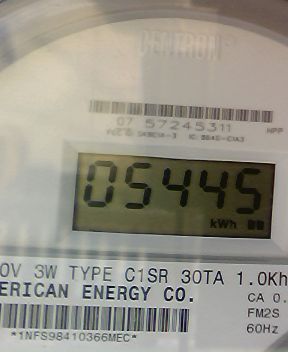 CENTRON
07 57245311
HPP
05445
kWh
0V 3W TYPE C1SR 30TA 1.0Kh
ERICAN ENERGY CO.
CA 0.
FM2S
60Hz
*1NFS98410366MEC*